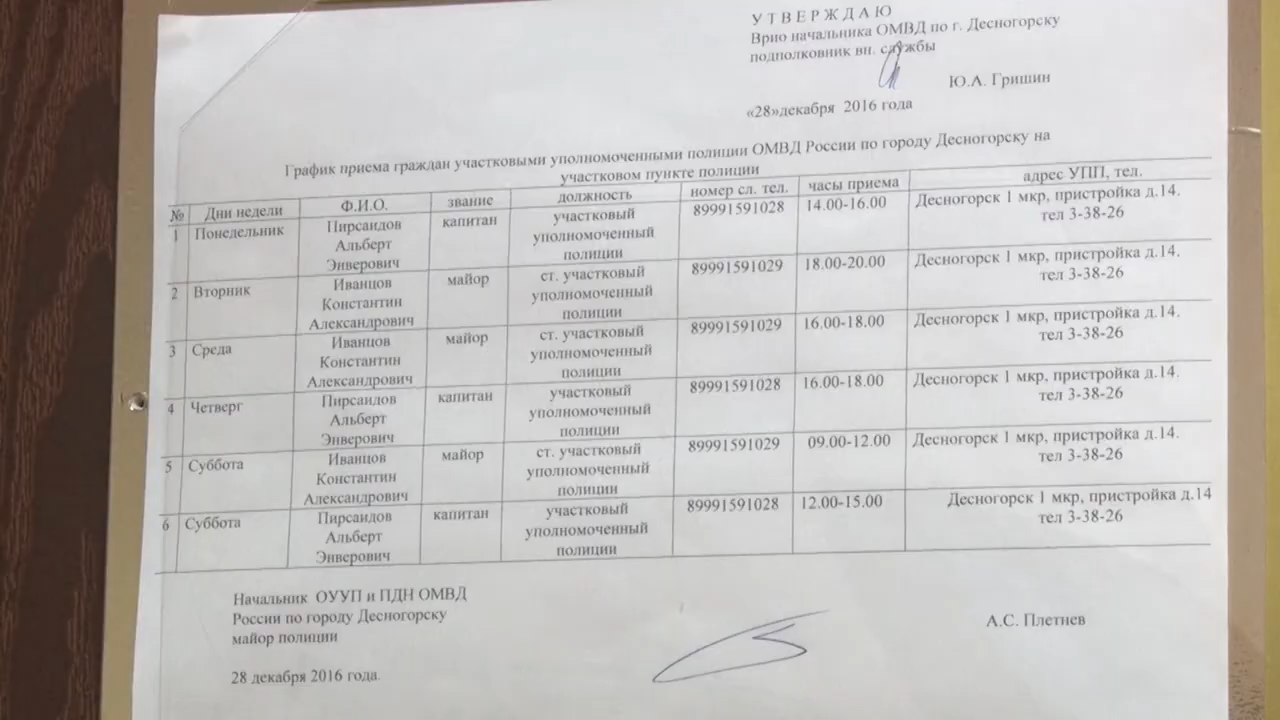 У Т В Е Р Ж Д А Ю
Врио начальника ОМВД по г. Десногорску
подполковник вн. службы
Ю.А. Гришин
«28»декабря 2016 года
График приема граждан участковыми уполномоченными полиции ОМВД России по городу Десногорску на
участковом пункте полиции
№ Дни недели Ф.И.О. звание должность номер сл. тел. часы приема адрес УПП, тел.
1 Понедельник Пирсаидов капитан участковый 89991591028 14.00-16.00 Десногорск 1 мкр, пристройка д.14.
Альберт уполномоченный тел 3-38-26
Энверович полиции
2 Вторник Иванцов майор ст. участковый 89991591029 18.00-20.00 Десногорск 1 мкр, пристройка д.14.
Константин уполномоченный тел 3-38-26
Александрович полиции
3 Среда Иванцов майор ст. участковый 89991591029 16.00-18.00 Десногорск 1 мкр, пристройка д.14.
Константин уполномоченный тел 3-38-26
Александрович полиции
4 Четверг Пирсаидов капитан участковый 89991591028 16.00-18.00 Десногорск 1 мкр, пристройка д.14.
Альберт уполномоченный тел 3-38-26
Энверович полиции
5 Суббота Иванцов майор ст. участковый 89991591029 09.00-12.00 Десногорск 1 мкр, пристройка д.14.
Константин уполномоченный тел 3-38-26
Александрович полиции
6 Суббота Пирсаидов капитан участковый 89991591028 12.00-15.00 Десногорск 1 мкр, пристройка д.14
Альберт уполномоченный тел 3-38-26
Энверович полиции
Начальник ОУУП и ПДН ОМВД
России по городу Десногорску
майор полиции
А.С. Плетнев
28 декабря 2016 года.